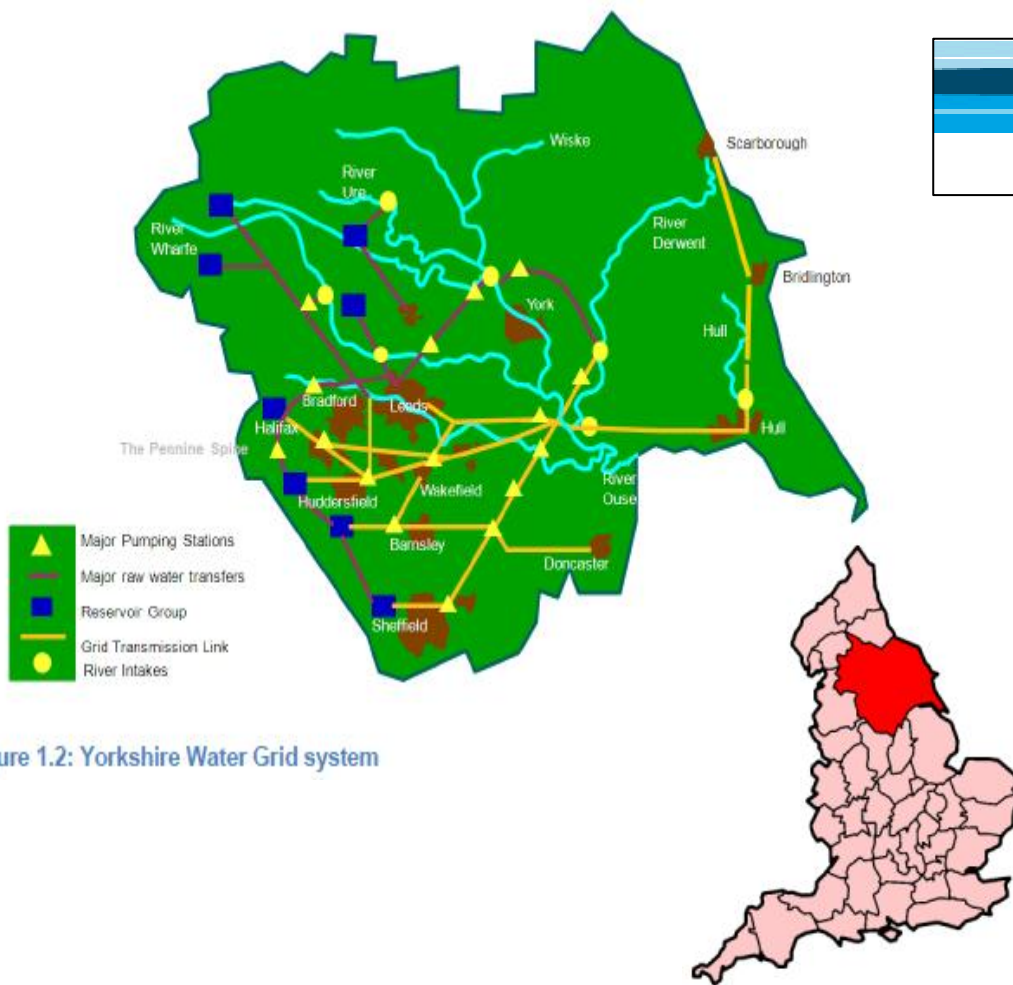 Wiske
Scarborough
River
Ure
River
Wharfe
River
Derwent
Bridlington
York
Hull
Bradford
Leeds
Halifax
Hull
The Pennine Spine
Wakefield
River
Ouse
Huddersfield
Barnsley
Doncaster
Sheffield
Major Pumping Stations
Major raw water transfers
Reservoir Group
Grid Transmission Link
River Intakes
ure 1.2: Yorkshire Water Grid system